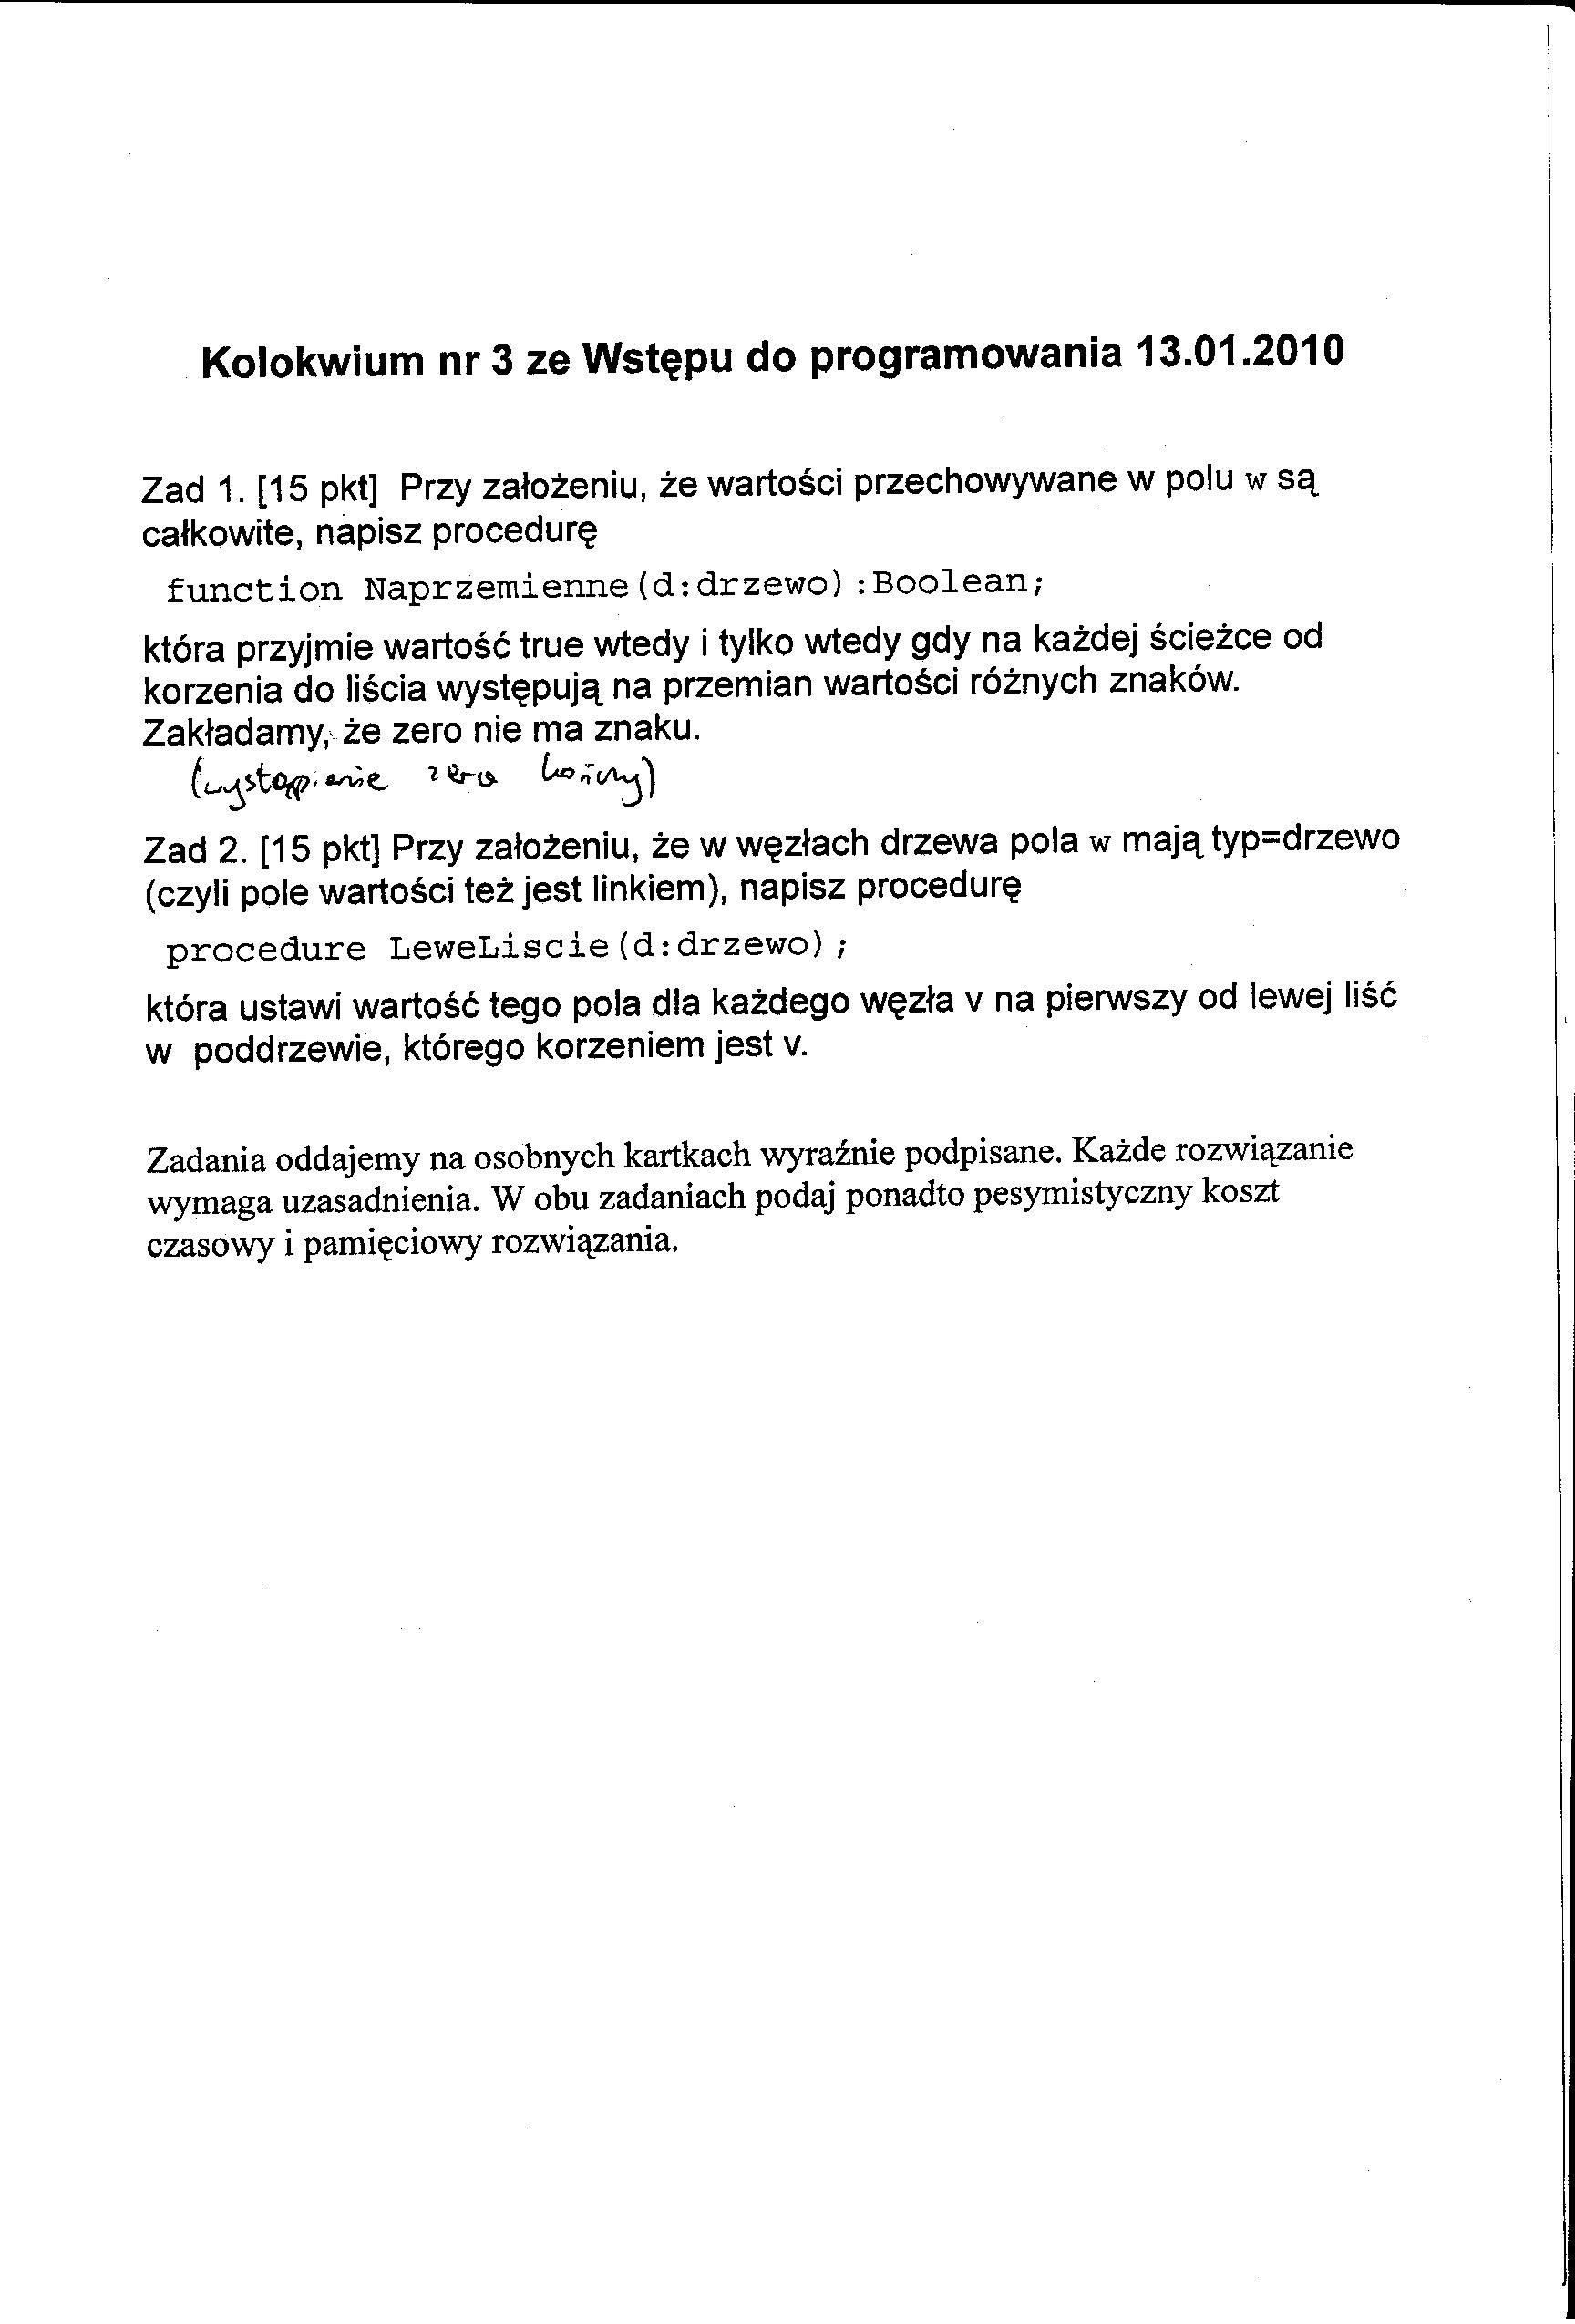 Kolokwium nr 3 ze Wstępu do programowania 13.01.2010
Zad 1. [15 pkt] Przy założeniu, że wartości przechowywane w polu w są
całkowite, napisz procedurę
function Naprzemienne(d:drzewo):Boolean;
która przyjmie wartość true wtedy i tylko wtedy gdy na każdej ścieżce od
korzenia do liścia występują na przemian wartości różnych znaków.
Zakładamy, że zero nie ma znaku.
(wystąpienie zera kończy)
Zad 2. [15 pkt] Przy założeniu, że w węzłach drzewa pola w mają typ=drzewo
(czyli pole wartości też jest linkiem), napisz procedurę
procedure LeweLiscie(d:drzewo);
która ustawi wartość tego pola dla każdego węzła v na pierwszy od lewej liść
w poddrzewie, którego korzeniem jest v.
Zadania oddajemy na osobnych kartkach wyraźnie podpisane. Każde rozwiązanie
wymaga uzasadnienia. W obu zadaniach podaj ponadto pesymistyczny koszt
czasowy i pamięciowy rozwiązania.